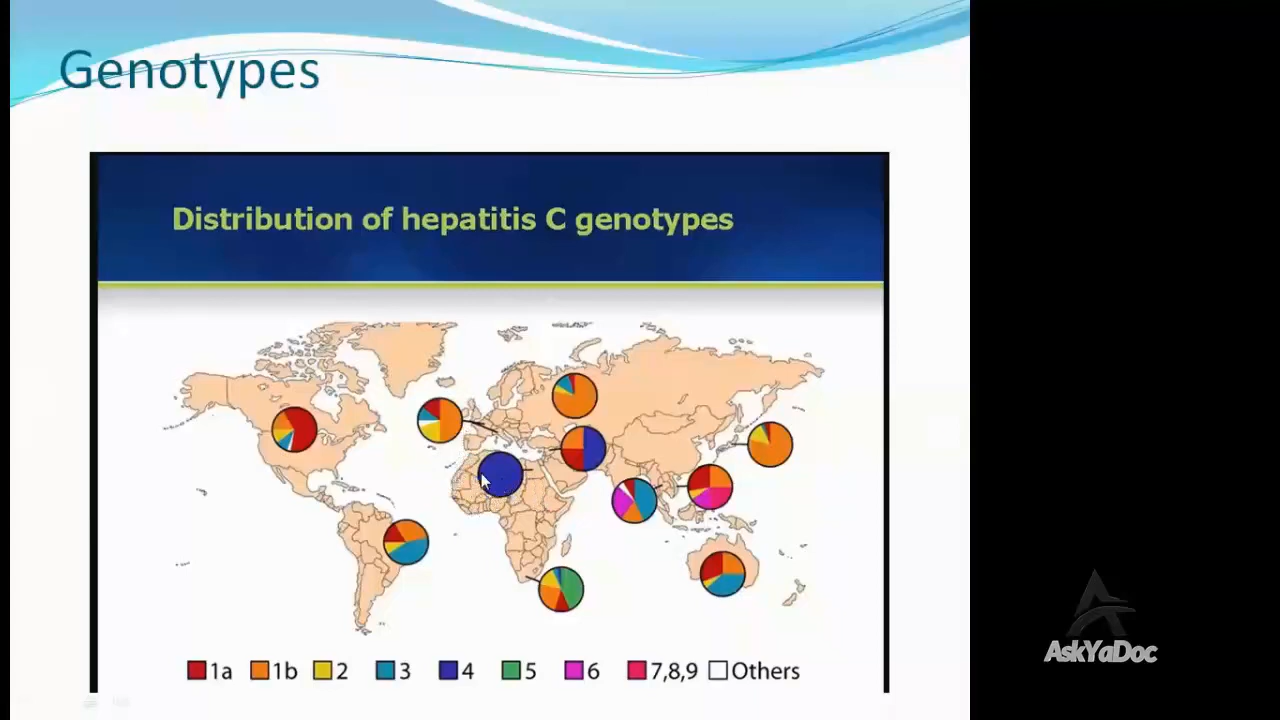 Genotypes
Distribution of hepatitis C genotypes
1a 1b 2 3 4 5 6 7,8,9 Others
AskYaDoc